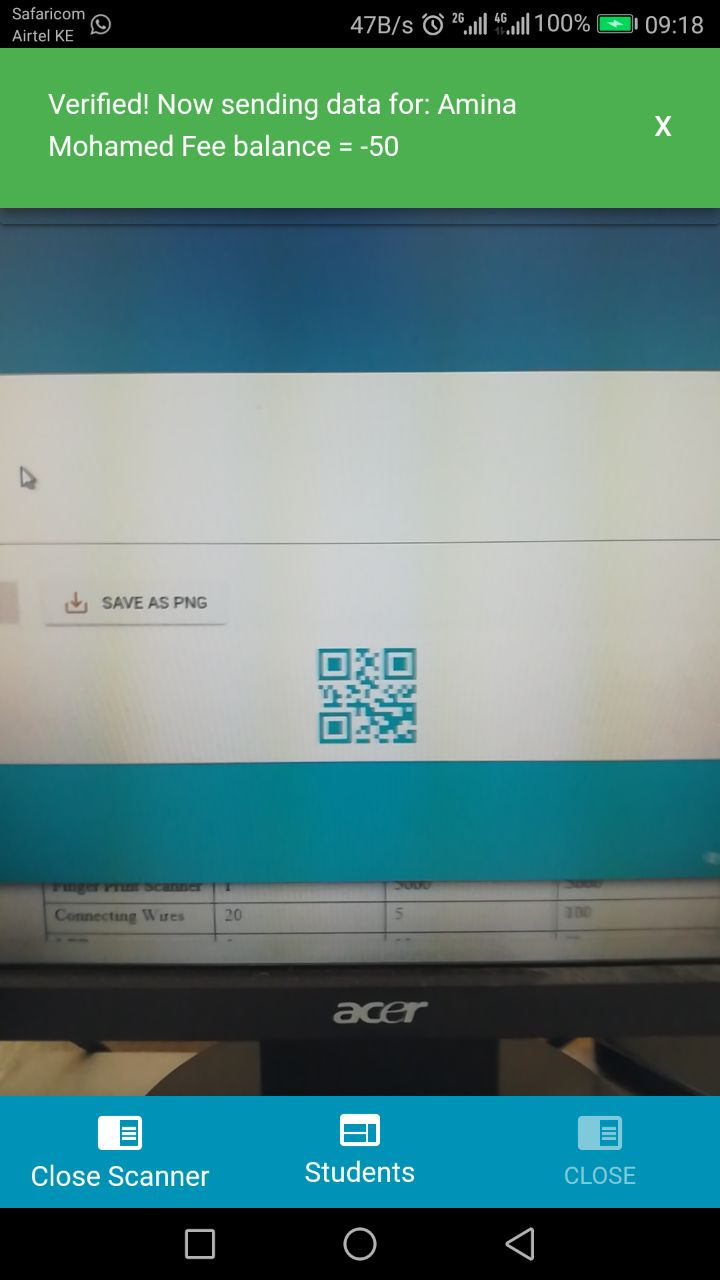 Safaricom
Airtel KE
47B/s 2G 4G 100% 09:18
Verified! Now sending data for: Amina
Mohamed Fee balance = -50
X
SAVE AS PNG
Finger Print Scanner 1 5000 5000
Connecting Wires 20 5 100
acer
Close Scanner
Students
CLOSE